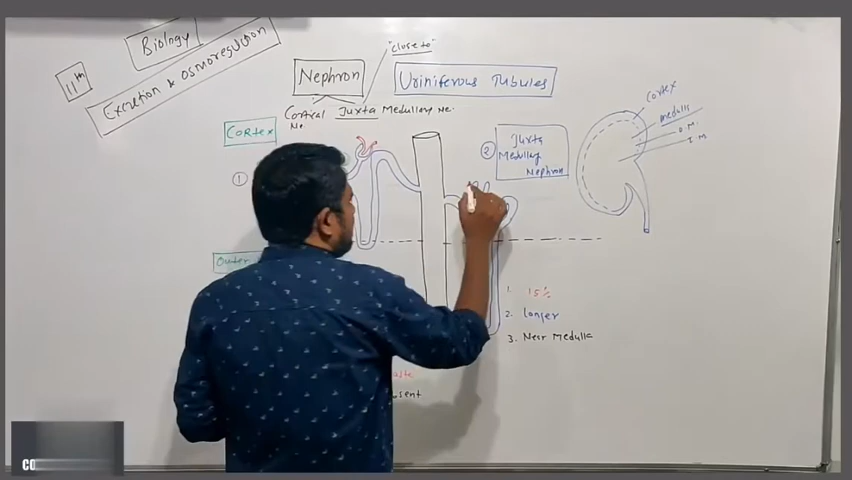 11th
Biology
Excretion & Osmoregulation
Nephron
"close to"
Uriniferous Tubules
Cortical Ne.
Juxta Medullary Ne.
Cortex
1
Outer
2
Juxta
Medullary
Nephron
Cortex
medulla
O.M.
I.M
1. 15%
2. Longer
3. Near Medulla
CO